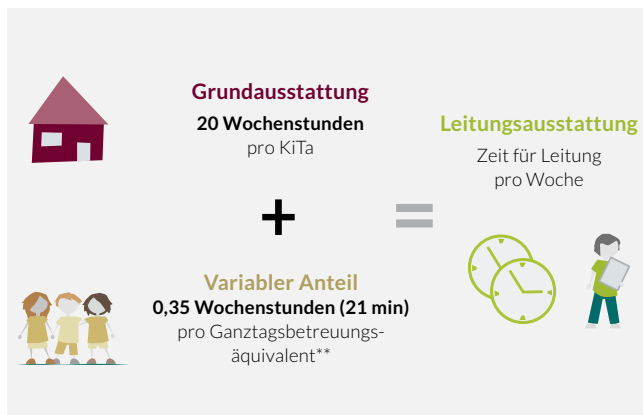 Grundausstattung
20 Wochenstunden
pro KiTa
+
Variabler Anteil
0,35 Wochenstunden (21 min)
pro Ganztagsbetreuungs-
äquivalent**
=
Leitungsausstattung
Zeit für Leitung
pro Woche